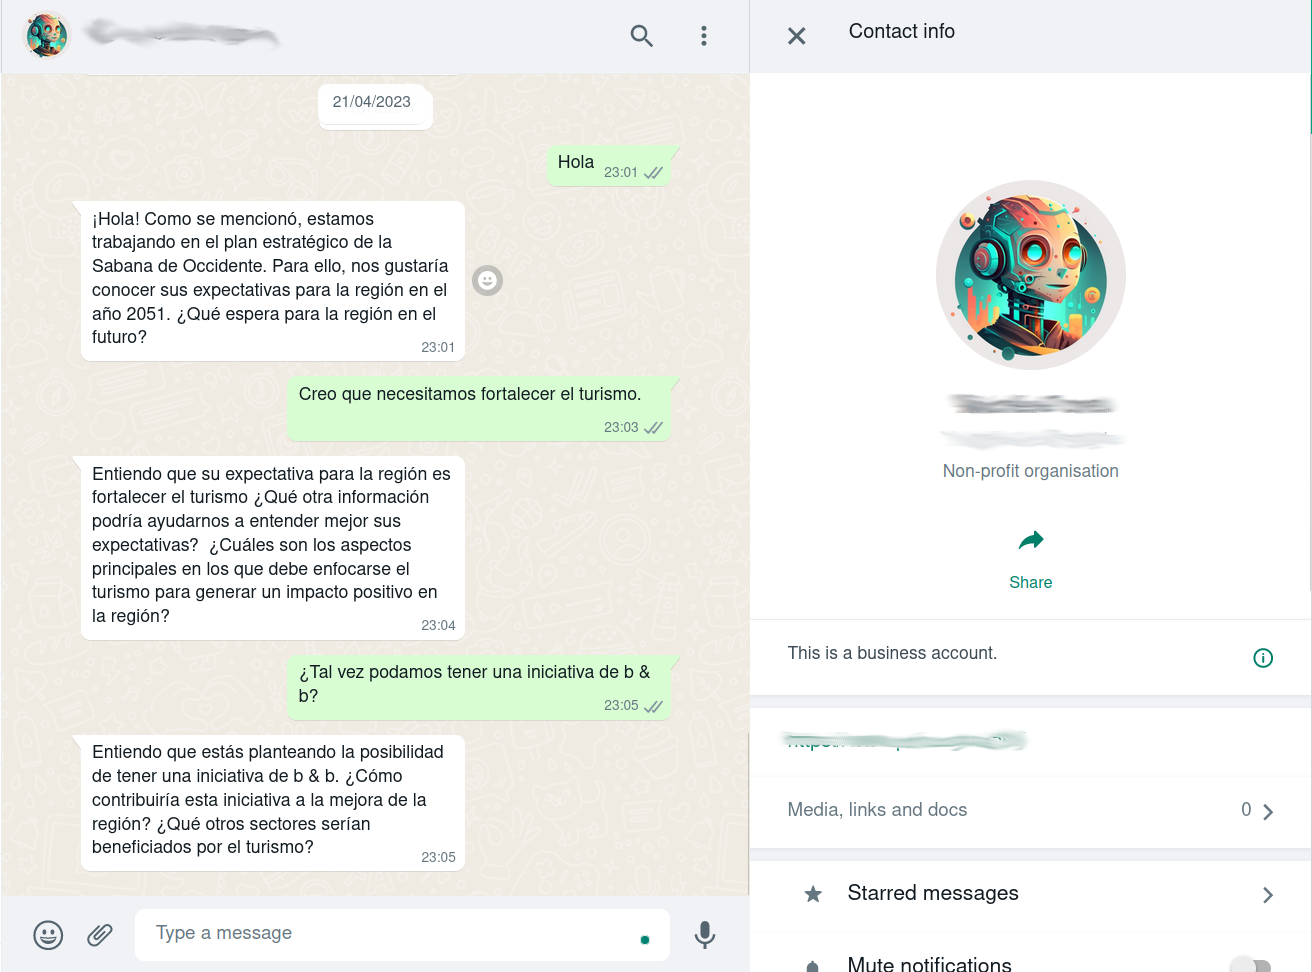 21/04/2023
Hola
23:01
¡Hola! Como se mencionó, estamos
trabajando en el plan estratégico de la
Sabana de Occidente. Para ello, nos gustaría
conocer sus expectativas para la región en el
año 2051. ¿Qué espera para la región en el
futuro?
23:01
Creo que necesitamos fortalecer el turismo.
23:03
Entiendo que su expectativa para la región es
fortalecer el turismo ¿Qué otra información
podría ayudarnos a entender mejor sus
expectativas?  ¿Cuáles son los aspectos
principales en los que debe enfocarse el
turismo para generar un impacto positivo en
la región?
23:04
¿Tal vez podamos tener una iniciativa de b &
b?
23:05
Entiendo que estás planteando la posibilidad
de tener una iniciativa de b & b. ¿Cómo
contribuiría esta iniciativa a la mejora de la
región? ¿Qué otros sectores serían
beneficiados por el turismo?
23:05
Type a message
Contact info
Non-profit organisation
Share
This is a business account.
Media, links and docs
0
Starred messages
Mute notifications